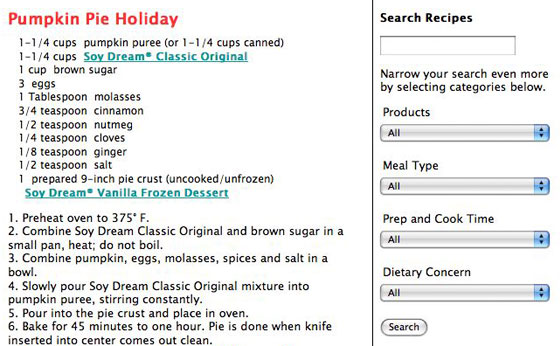 Pumpkin Pie Holiday
1-1/4 cups  pumpkin puree (or 1-1/4 cups canned)
1-1/4 cups  Soy Dream® Classic Original
1 cup  brown sugar
3  eggs
1 Tablespoon  molasses
3/4 teaspoon  cinnamon
1/2 teaspoon  nutmeg
1/4 teaspoon  cloves
1/8 teaspoon  ginger
1/2 teaspoon  salt
1  prepared 9-inch pie crust (uncooked/unfrozen)
Soy Dream® Vanilla Frozen Dessert
1. Preheat oven to 375° F.
2. Combine Soy Dream Classic Original and brown sugar in a
small pan, heat; do not boil.
3. Combine pumpkin, eggs, molasses, spices and salt in a
bowl.
4. Slowly pour Soy Dream Classic Original mixture into
pumpkin puree, stirring constantly.
5. Pour into the pie crust and place in oven.
6. Bake for 45 minutes to one hour. Pie is done when knife
inserted into center comes out clean.
Search Recipes
Narrow your search even more
by selecting categories below.
Products
All
Meal Type
All
Prep and Cook Time
All
Dietary Concern
All
Search